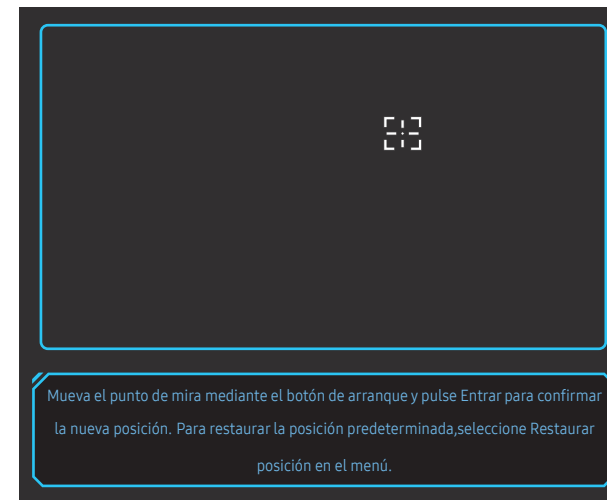 Mueva el punto de mira mediante el botón de arranque y pulse Entrar para confirmar
la nueva posición. Para restaurar la posición predeterminada,seleccione Restaurar
posición en el menú.